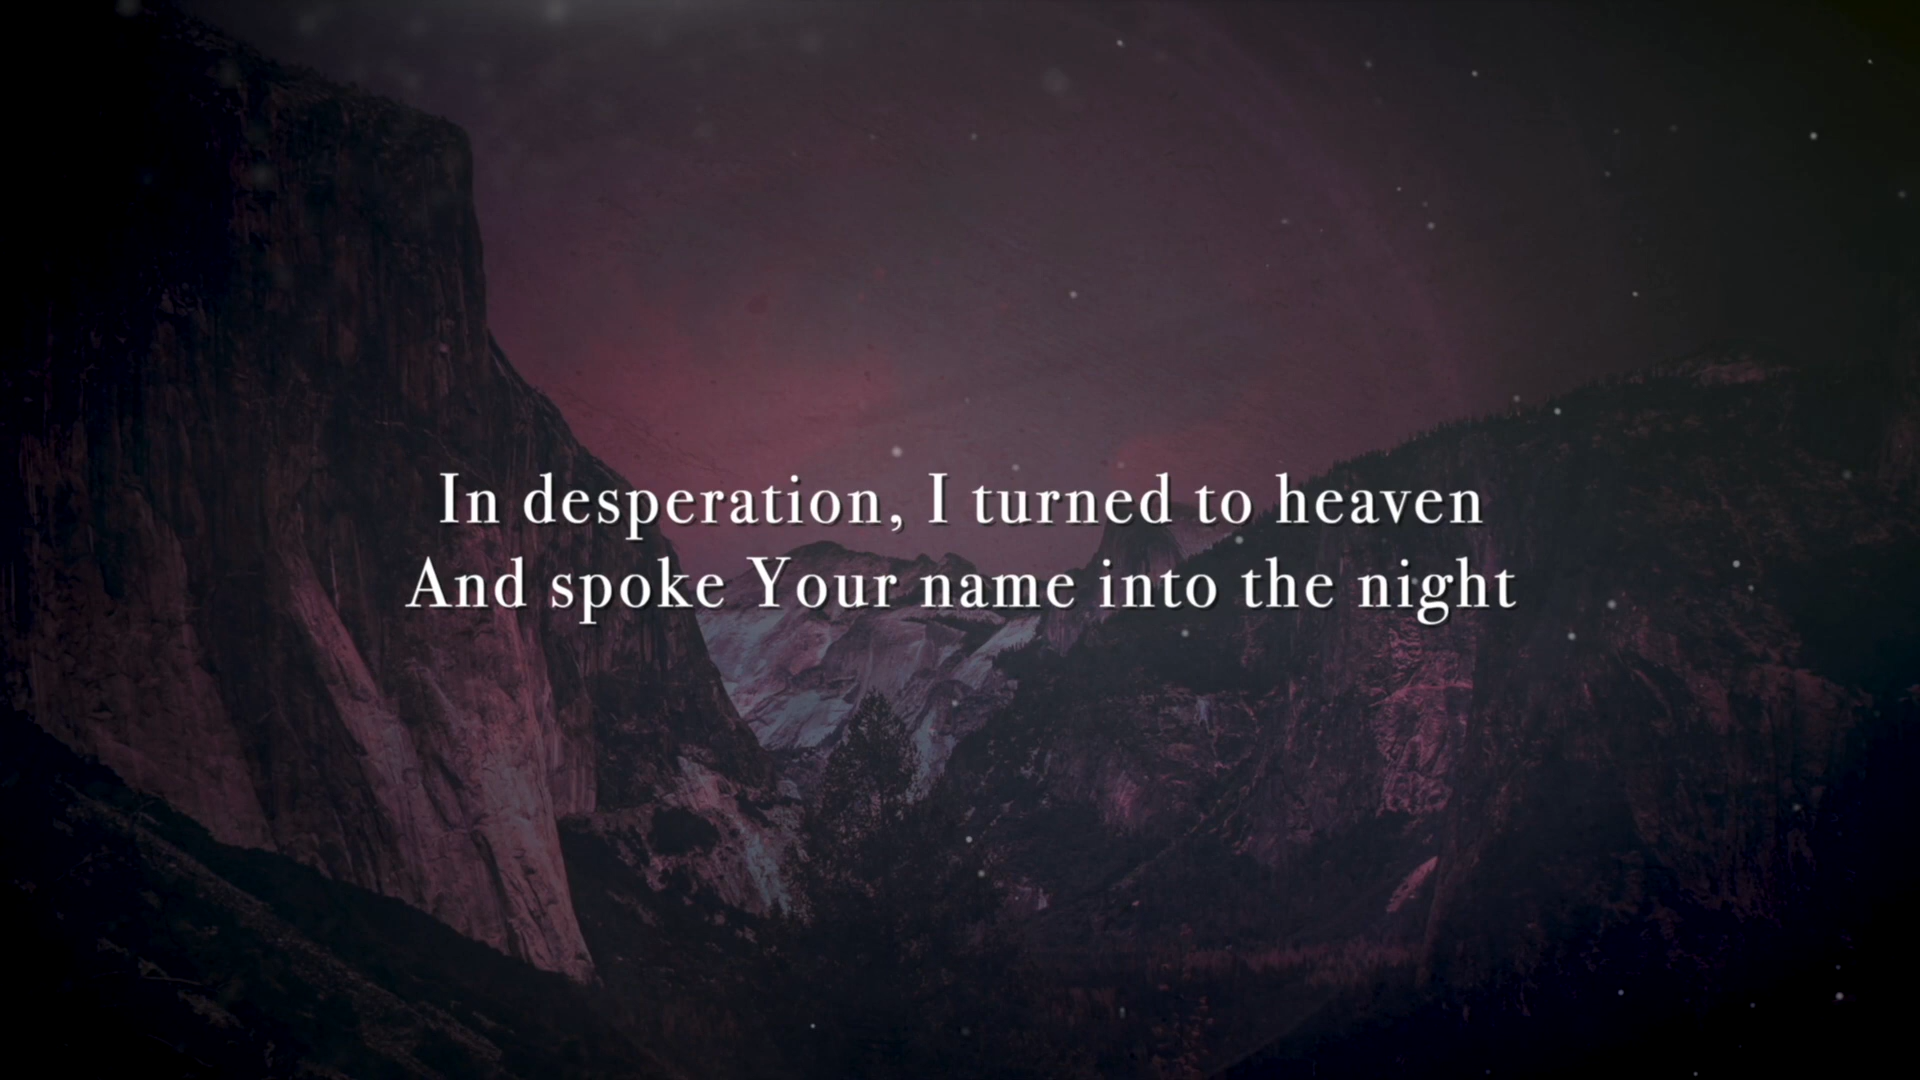 In desperation, I turned to heaven
And spoke Your name into the night